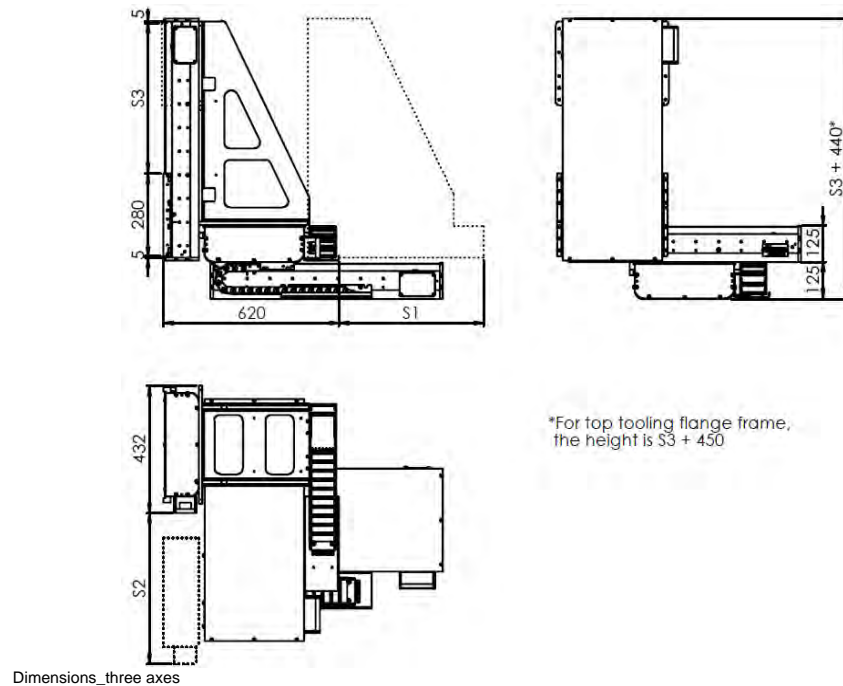 5
S3
280
5
620
S1
S3 + 440*
125
125
432
S2
*For top tooling flange frame,
the height is S3 + 450
Dimensions_three axes